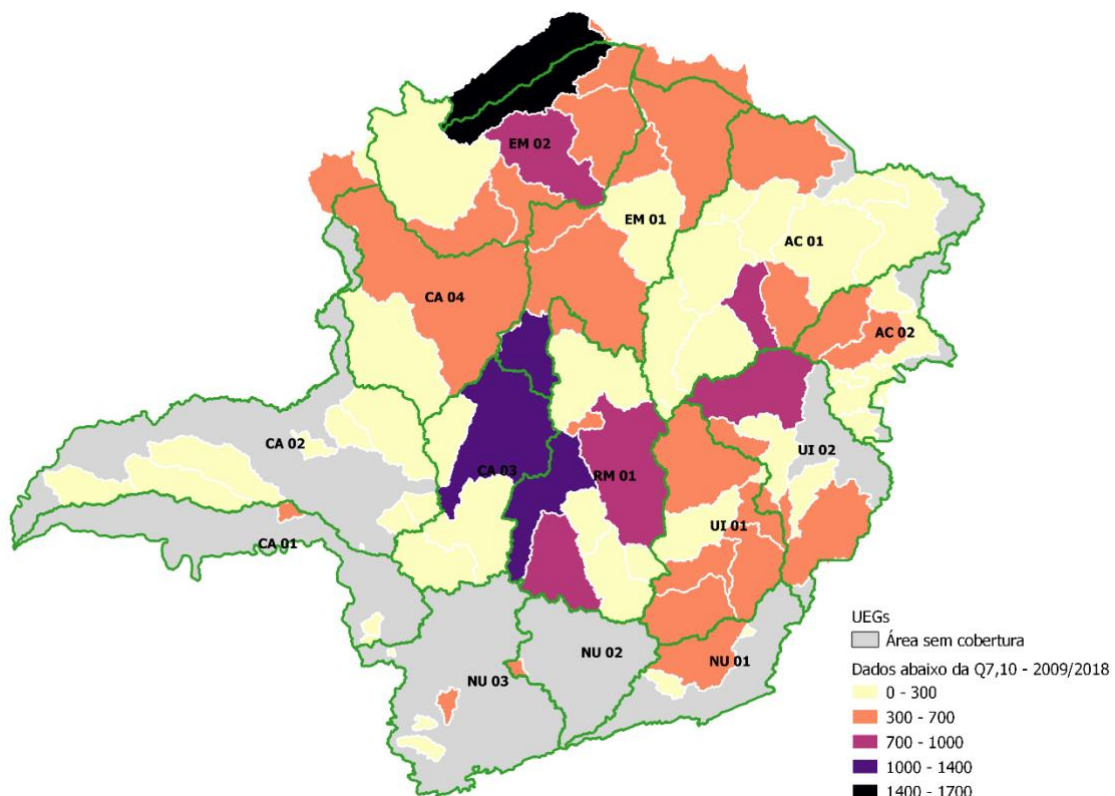 EM 02
EM 01
AC 01
CA 04
AC 02
CA 02
UI 02
CA 03
RM 01
UI 01
CA 01
NU 02
NU 01
NU 03
UEGs
Área sem cobertura
Dados abaixo da Q7,10 - 2009/2018
0 - 300
300 - 700
700 - 1000
1000 - 1400
1400 - 1700